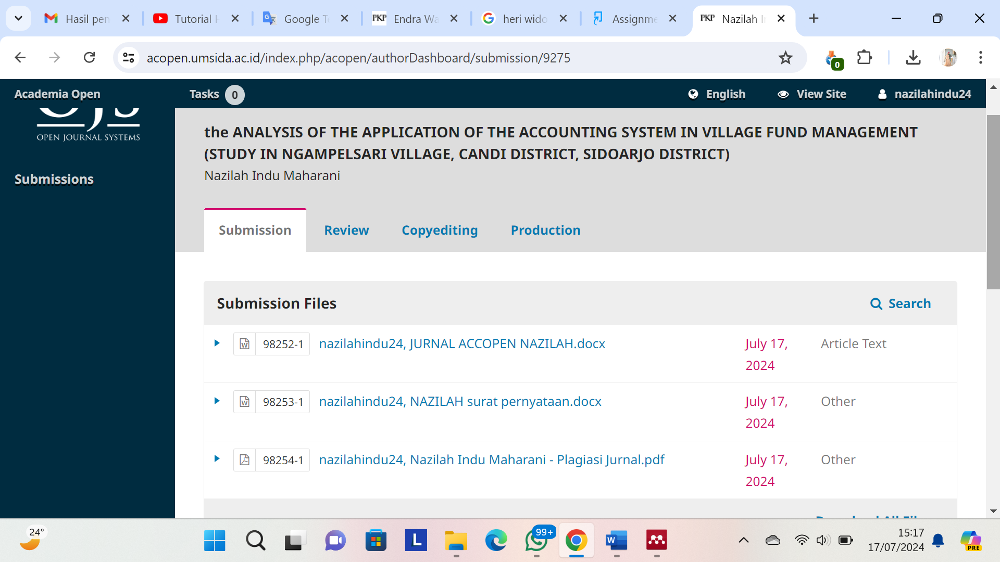 Hasil pen
Tutorial H
Google T
PKP Endra Wa
heri wido
Assignme
PKP Nazilah I
acopen.umsida.ac.id/index.php/acopen/authorDashboard/submission/9275
0
Academia Open
Tasks 0
English
View Site
nazilahindu24
OPEN JOURNAL SYSTEMS
Submissions
the ANALYSIS OF THE APPLICATION OF THE ACCOUNTING SYSTEM IN VILLAGE FUND MANAGEMENT
(STUDY IN NGAMPELSARI VILLAGE, CANDI DISTRICT, SIDOARJO DISTRICT)
Nazilah Indu Maharani
Submission
Review
Copyediting
Production
Submission Files
Search
98252-1 nazilahindu24, JURNAL ACCOPEN NAZILAH.docx July 17, Article Text
2024
98253-1 nazilahindu24, NAZILAH surat pernyataan.docx July 17, Other
2024
98254-1 nazilahindu24, Nazilah Indu Maharani - Plagiasi Jurnal.pdf July 17, Other
2024
24°
L
99+
15:17
17/07/2024
PRE